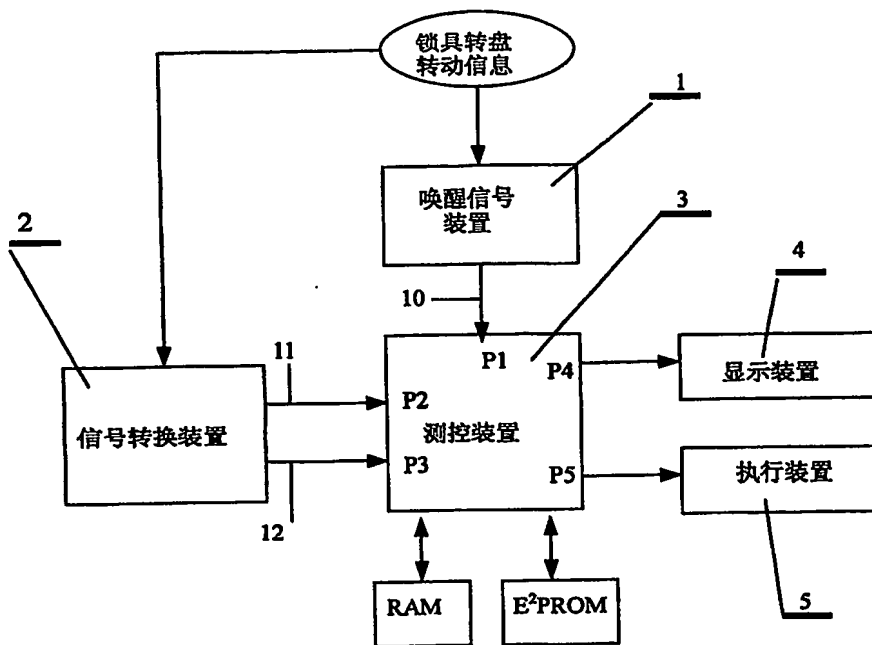 锁具转盘
转动信息
1
唤醒信号
装置
2
3
4
10
P1
11
P4
显示装置
P2
信号转换装置
测控装置
P3
P5
执行装置
12
RAM
E²PROM
5